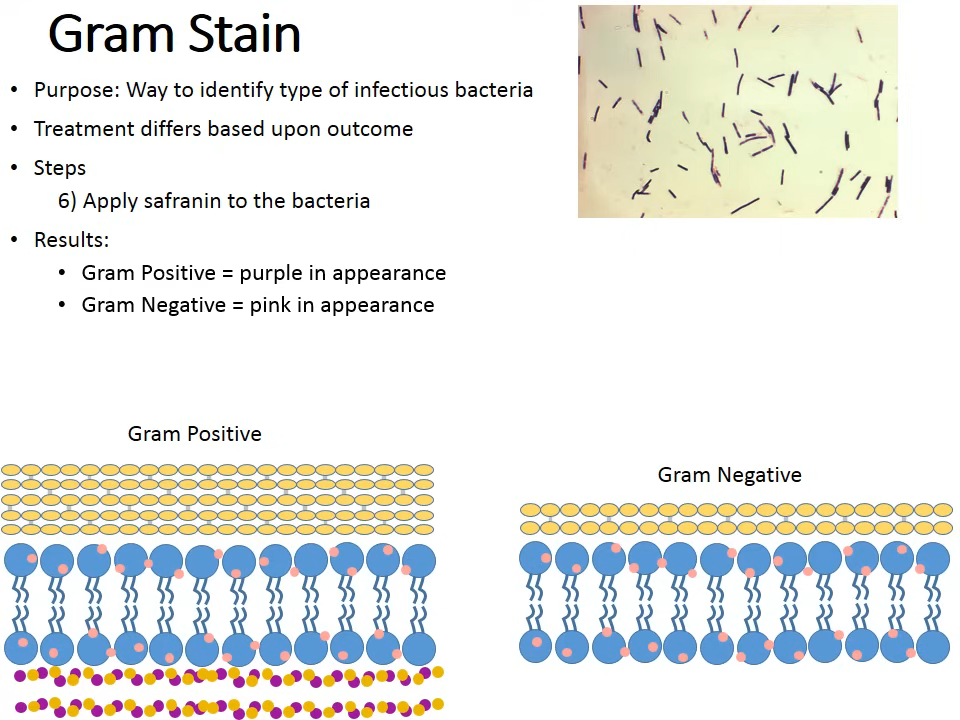 Gram Stain
• Purpose: Way to identify type of infectious bacteria
• Treatment differs based upon outcome
• Steps
6) Apply safranin to the bacteria
• Results:
• Gram Positive = purple in appearance
• Gram Negative = pink in appearance
Gram Positive
Gram Negative